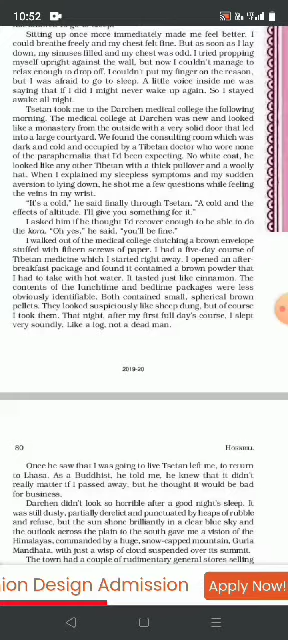 10:52
Sitting up once more immediately made me feel better. I
could breathe freely and my chest felt fine. But as soon as I lay
down, my sinuses filled and my chest was odd. I tried propping
myself upright against the wall, but now I couldn't manage to
relax enough to drop off. I couldn't put my finger on the reason,
but I was afraid to go to sleep. A little voice inside me was
saying that if I did I might never wake up again. So I stayed
awake all night.
Tsetan took me to the Darchen medical college the following
morning. The medical college at Darchen was new and looked
like a monastery from the outside with a very solid door that led
into a large courtyard. We found the consulting room which was
dark and cold and occupied by a Tibetan doctor who wore none
of the paraphernalia that I'd been expecting. No white coat, he
looked like any other Tibetan with a thick pullover and a woolly
hat. When I explained my sleepless symptoms and my sudden
aversion to lying down, he shot me a few questions while feeling
the veins in my wrist.
"It's a cold," he said finally through Tsetan. "A cold and the
effects of altitude. I'll give you something for it."
I asked him if he thought I'd recover enough to be able to do
the kora. "Oh yes," he said, "you'll be fine."
I walked out of the medical college clutching a brown envelope
stuffed with fifteen screws of paper. I had a five-day course of
Tibetan medicine which I started right away. I opened an after-
breakfast package and found it contained a brown powder that
I had to take with hot water. It tasted just like cinnamon. The
contents of the lunchtime and bedtime packages were less
obviously identifiable. Both contained small, spherical brown
pellets. They looked suspiciously like sheep dung, but of course
I took them. That night, after my first full day's course, I slept
very soundly. Like a log, not a dead man.
2019-20
80 HORNBILL
Once he saw that I was going to live Tsetan left me, to return
to Lhasa. As a Buddhist, he told me, he knew that it didn't
really matter if I passed away, but he thought it would be bad
for business.
Darchen didn't look so horrible after a good night's sleep. It
was still dusty, partially derelict and punctuated by heaps of rubble
and refuse, but the sun shone brilliantly in a clear blue sky and
the outlook across the plain to the south gave me a vision of the
Himalayas, commanded by a huge, snow-capped mountain, Gurla
Mandhata, with just a wisp of cloud suspended over its summit.
The town had a couple of rudimentary general stores selling
ion Design Admission
Apply Now!